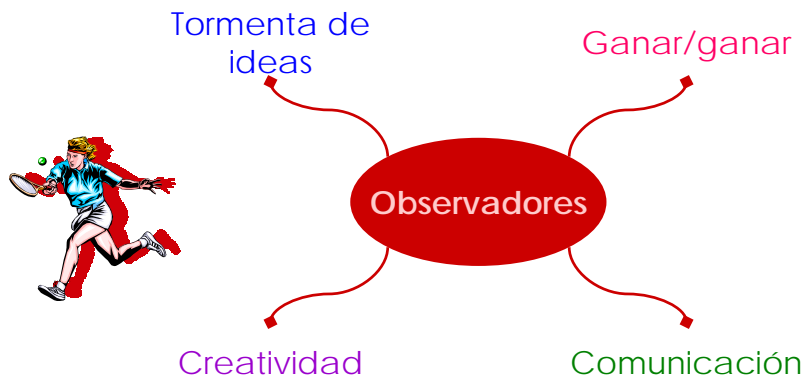 Tormenta de
ideas
Ganar/ganar
Observadores
Creatividad
Comunicación